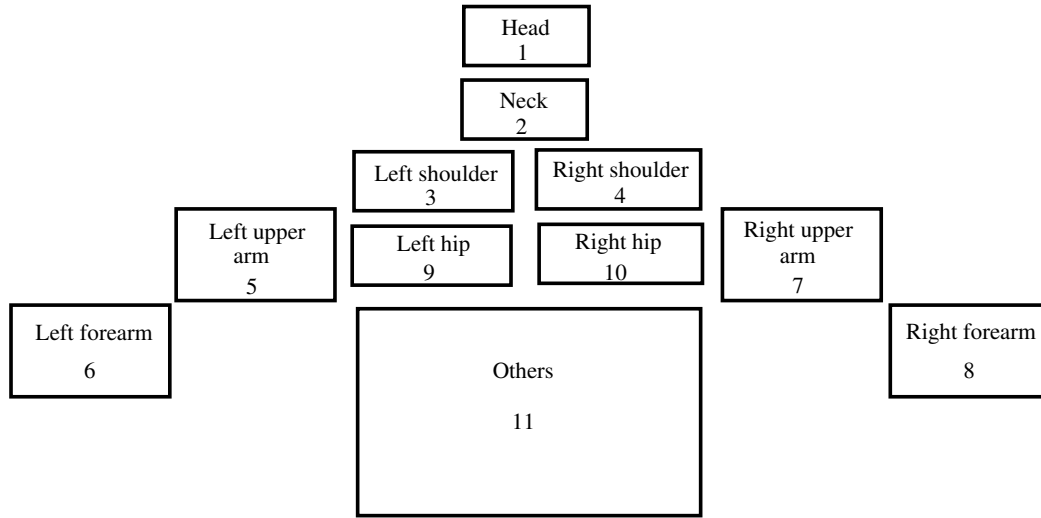 Head
1
Neck
2
Left shoulder
3
Right shoulder
4
Left upper
arm
5
Left hip
9
Right hip
10
Right upper
arm
7
Left forearm
6
Others
11
Right forearm
8